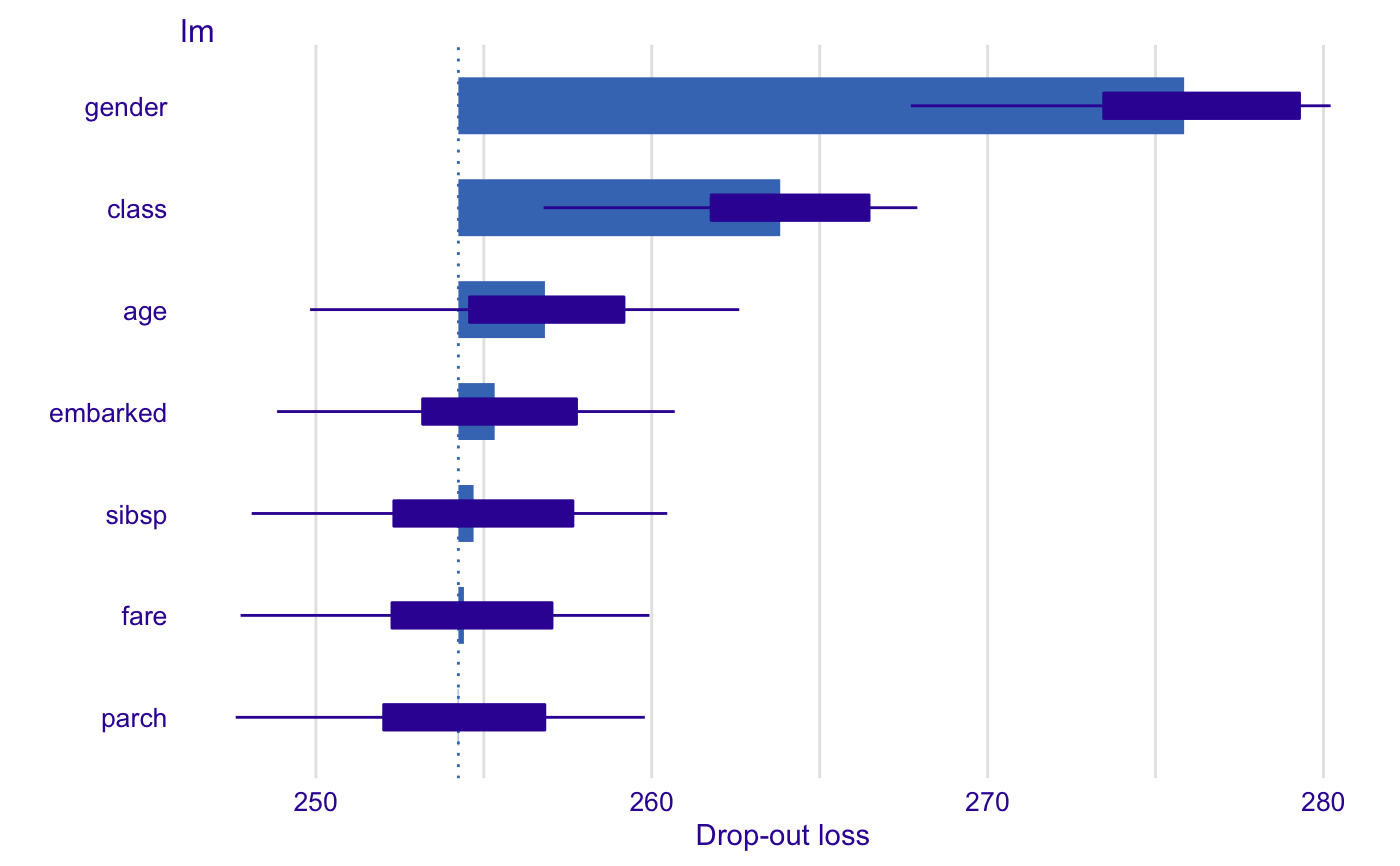 lm
gender
class
age
embarked
sibsp
fare
parch
250 260 270 280
Drop-out loss